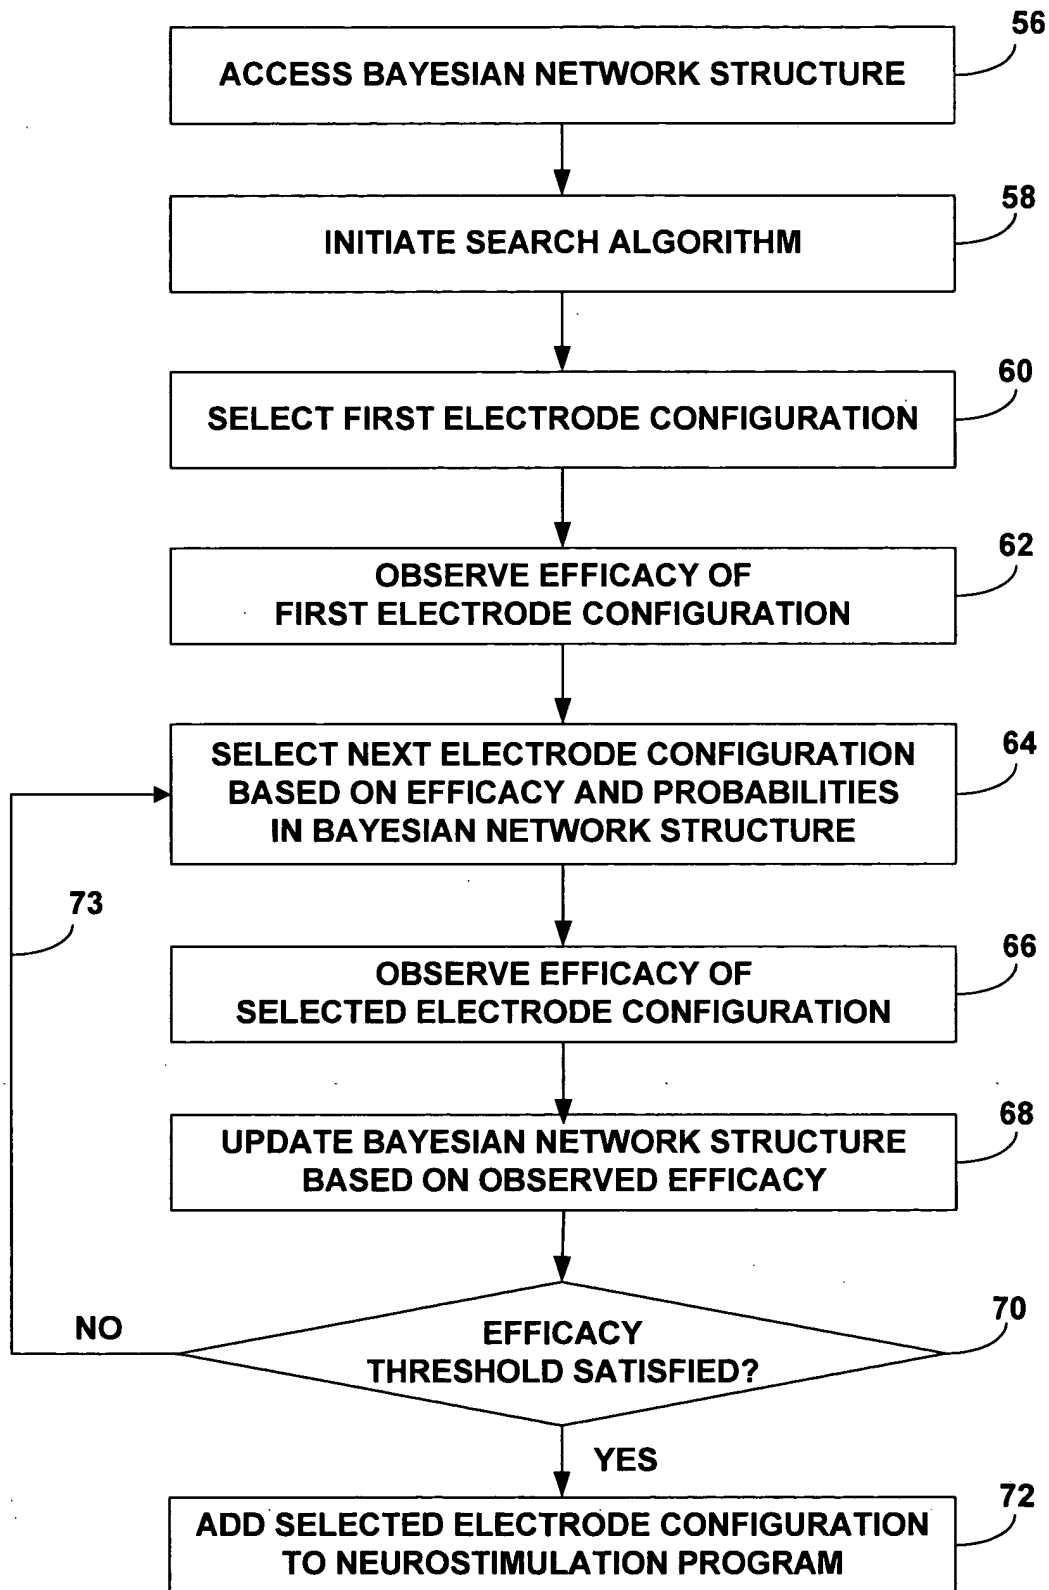 56
ACCESS BAYESIAN NETWORK STRUCTURE
58
INITIATE SEARCH ALGORITHM
60
SELECT FIRST ELECTRODE CONFIGURATION
62
OBSERVE EFFICACY OF
FIRST ELECTRODE CONFIGURATION
64
SELECT NEXT ELECTRODE CONFIGURATION
BASED ON EFFICACY AND PROBABILITIES
IN BAYESIAN NETWORK STRUCTURE
73
66
OBSERVE EFFICACY OF
SELECTED ELECTRODE CONFIGURATION
68
UPDATE BAYESIAN NETWORK STRUCTURE
BASED ON OBSERVED EFFICACY
70
NO
EFFICACY
THRESHOLD SATISFIED?
YES
72
ADD SELECTED ELECTRODE CONFIGURATION
TO NEUROSTIMULATION PROGRAM